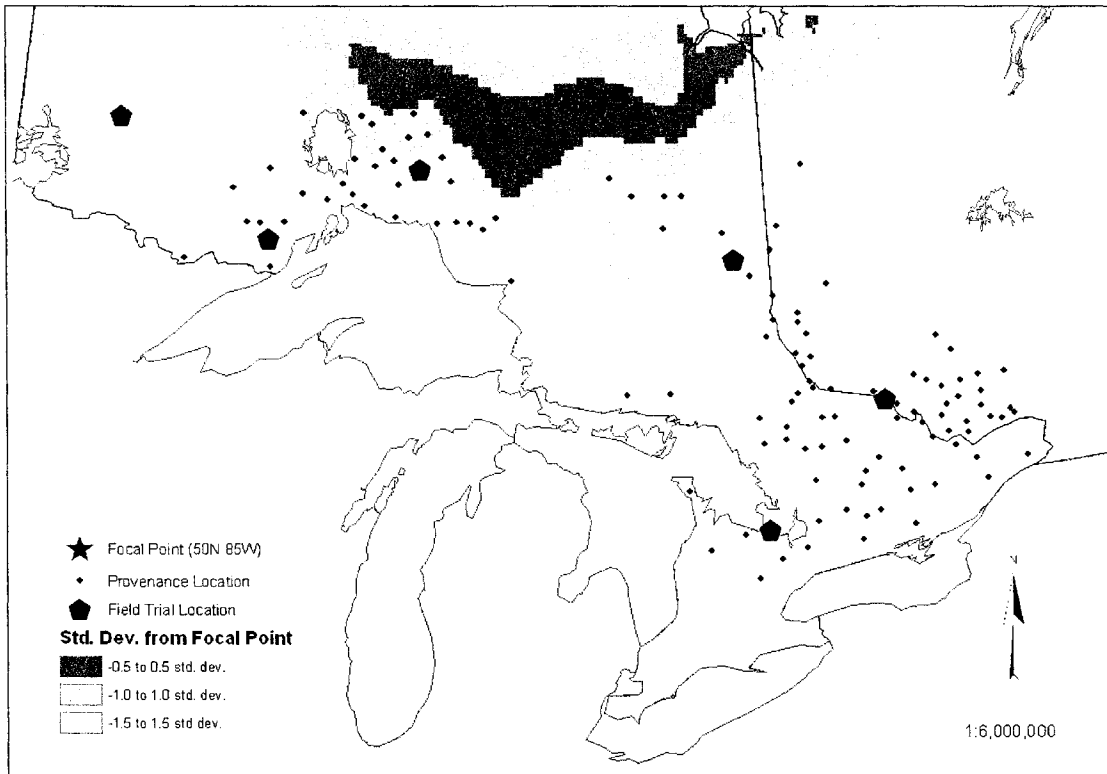 Focal Point (50N 85W)
Provenance Location
Field Trial Location
Std. Dev. from Focal Point
-0.5 to 0.5 std. dev.
-1.0 to 1.0 std. dev.
-1.5 to 1.5 std dev.
N
1:6,000,000